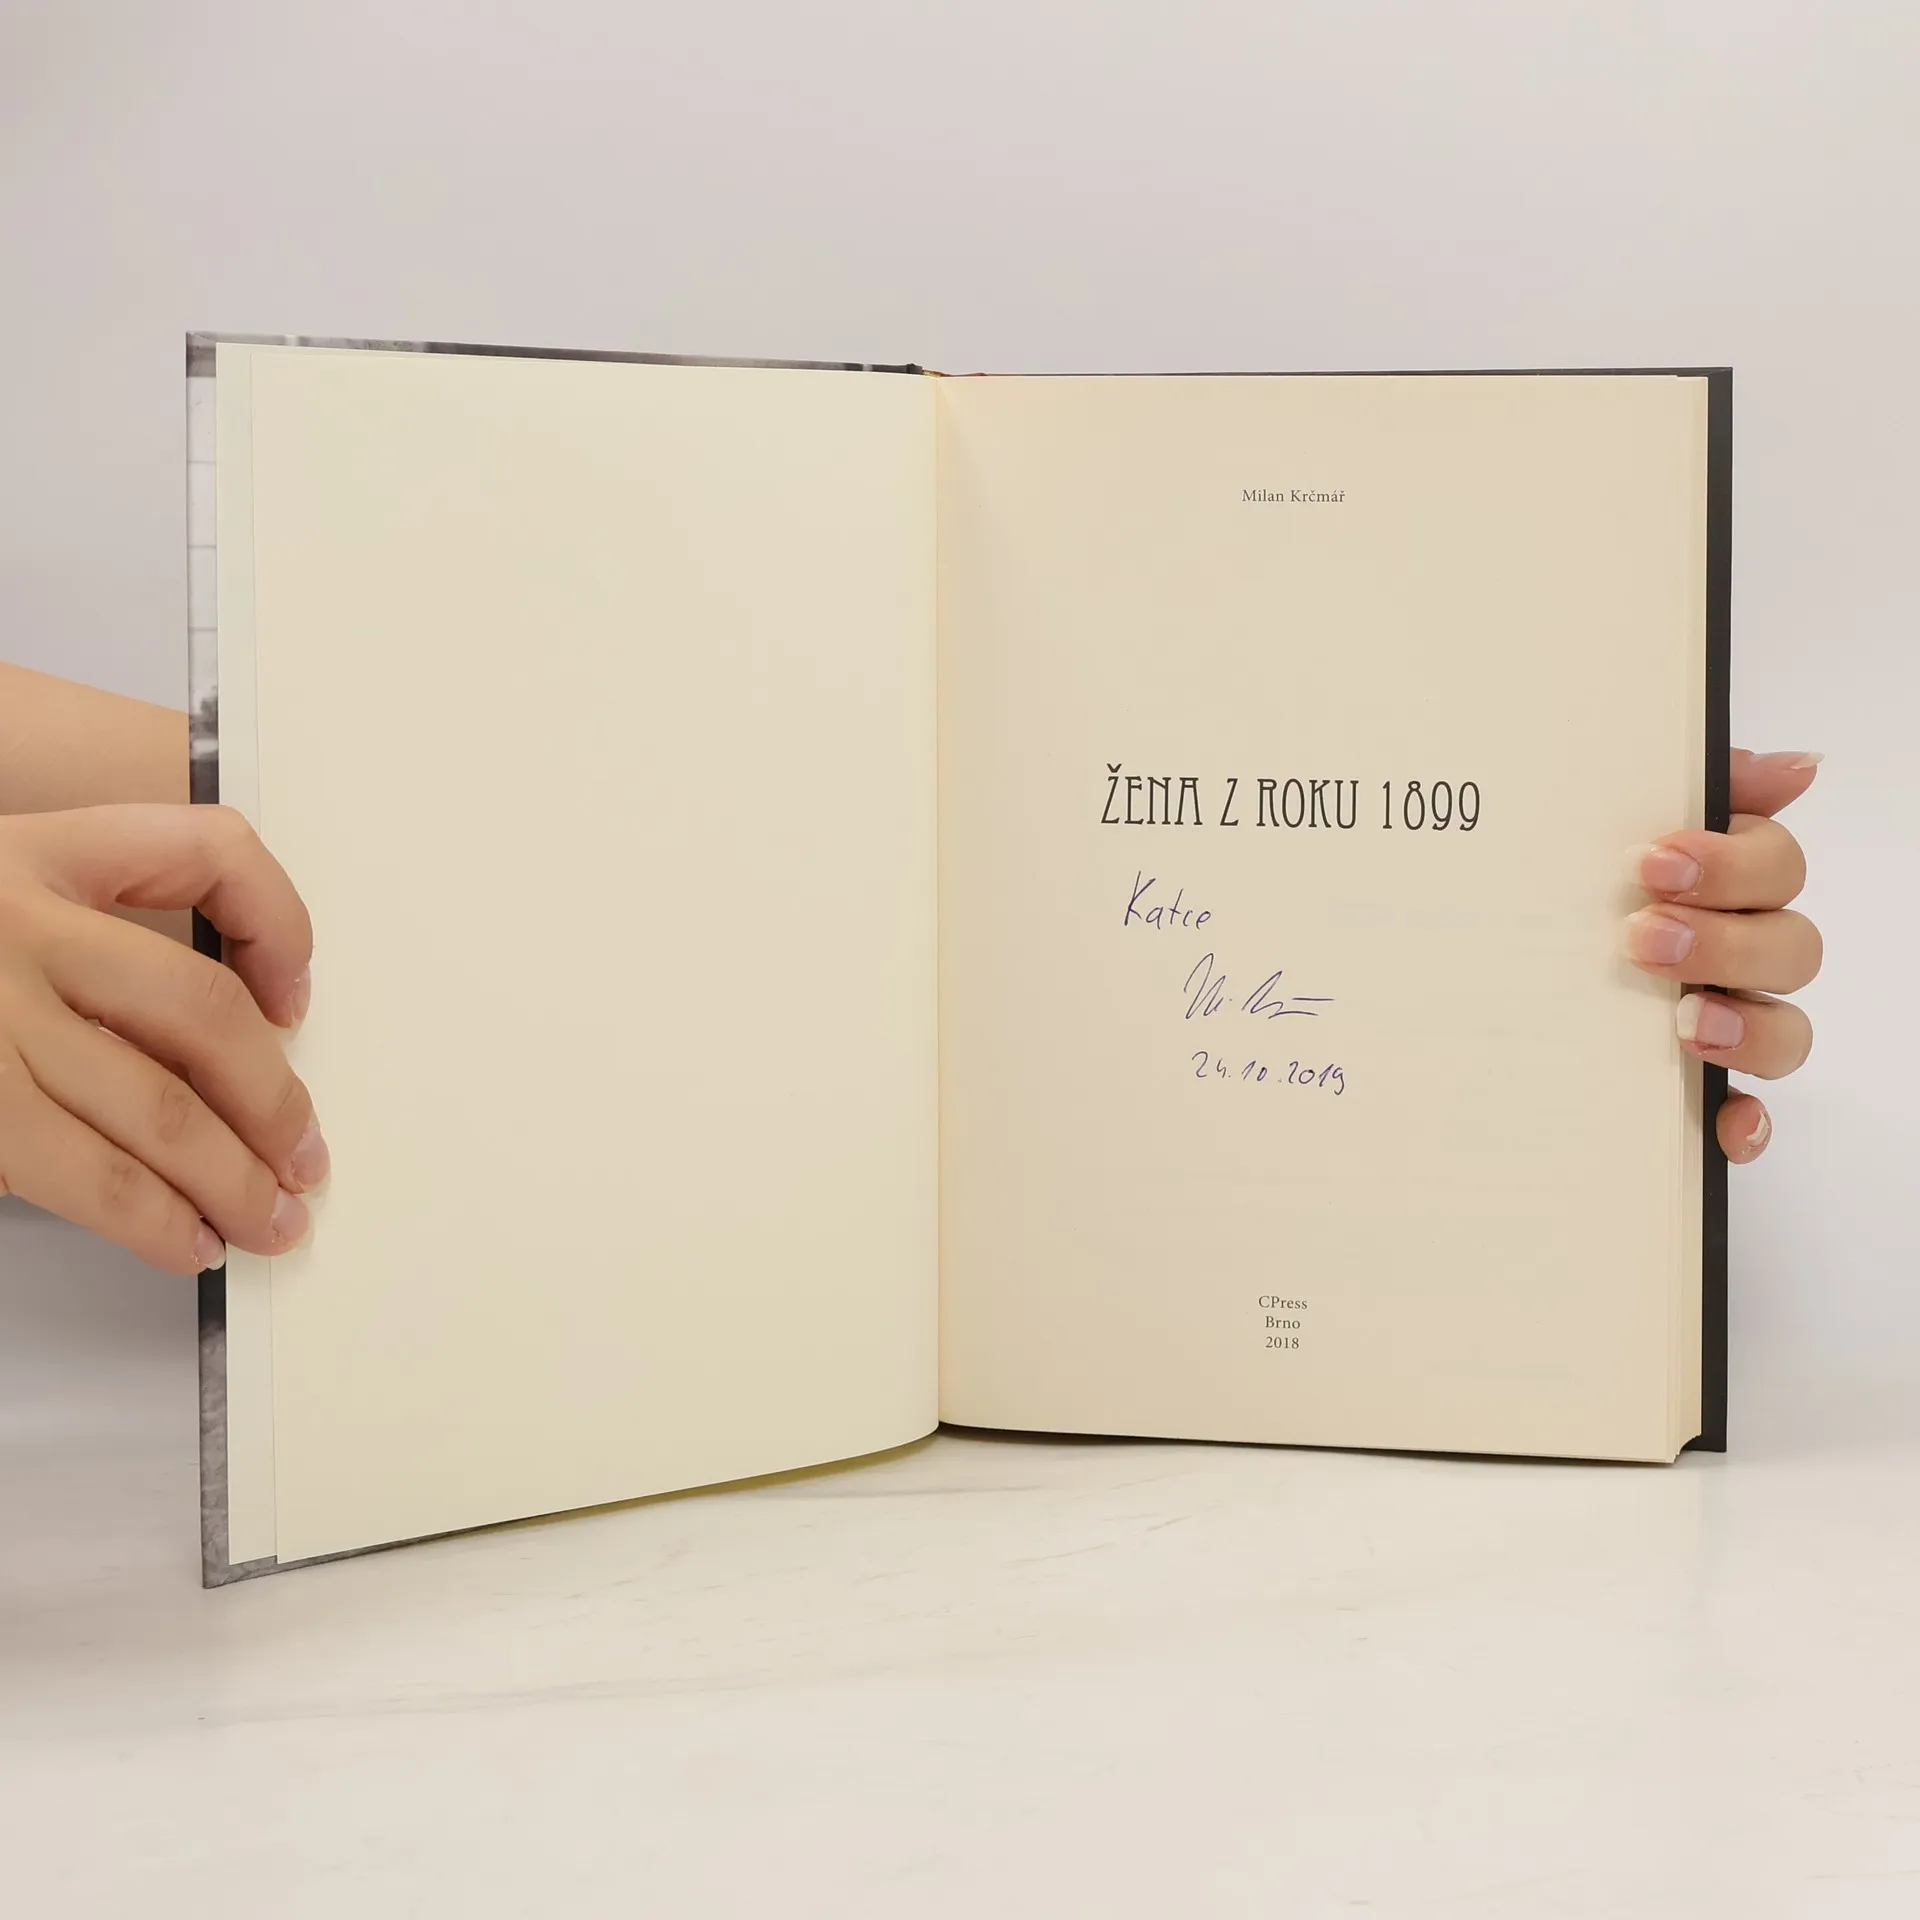 Milan Krčmář
ŽENA Z ROKU 1899
Katce
24.10.2019
CPress
Brno
2018